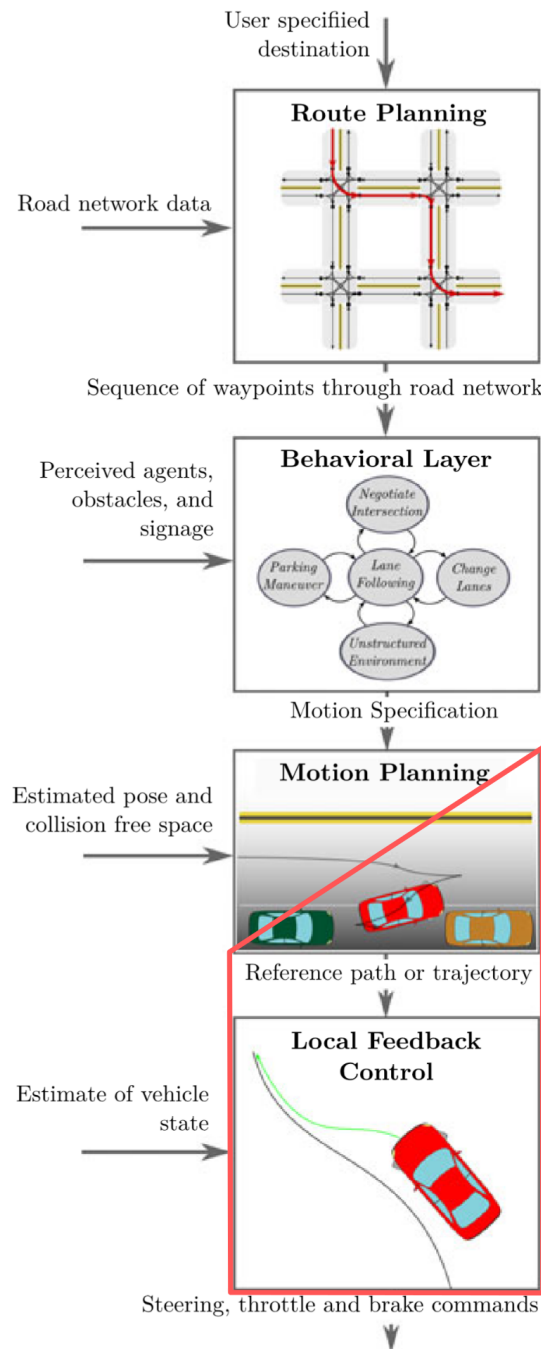 User specifiied
destination
Route Planning
Road network data
Sequence of waypoints through road network
Behavioral Layer
Perceived agents,
obstacles, and
signage
Negotiate
Intersection
Parking
Maneuver
Lane
Following
Change
Lanes
Unstructured
Environment
Motion Specification
Motion Planning
Estimated pose and
collision free space
Reference path or trajectory
Local Feedback
Control
Estimate of vehicle
state
Steering, throttle and brake commands